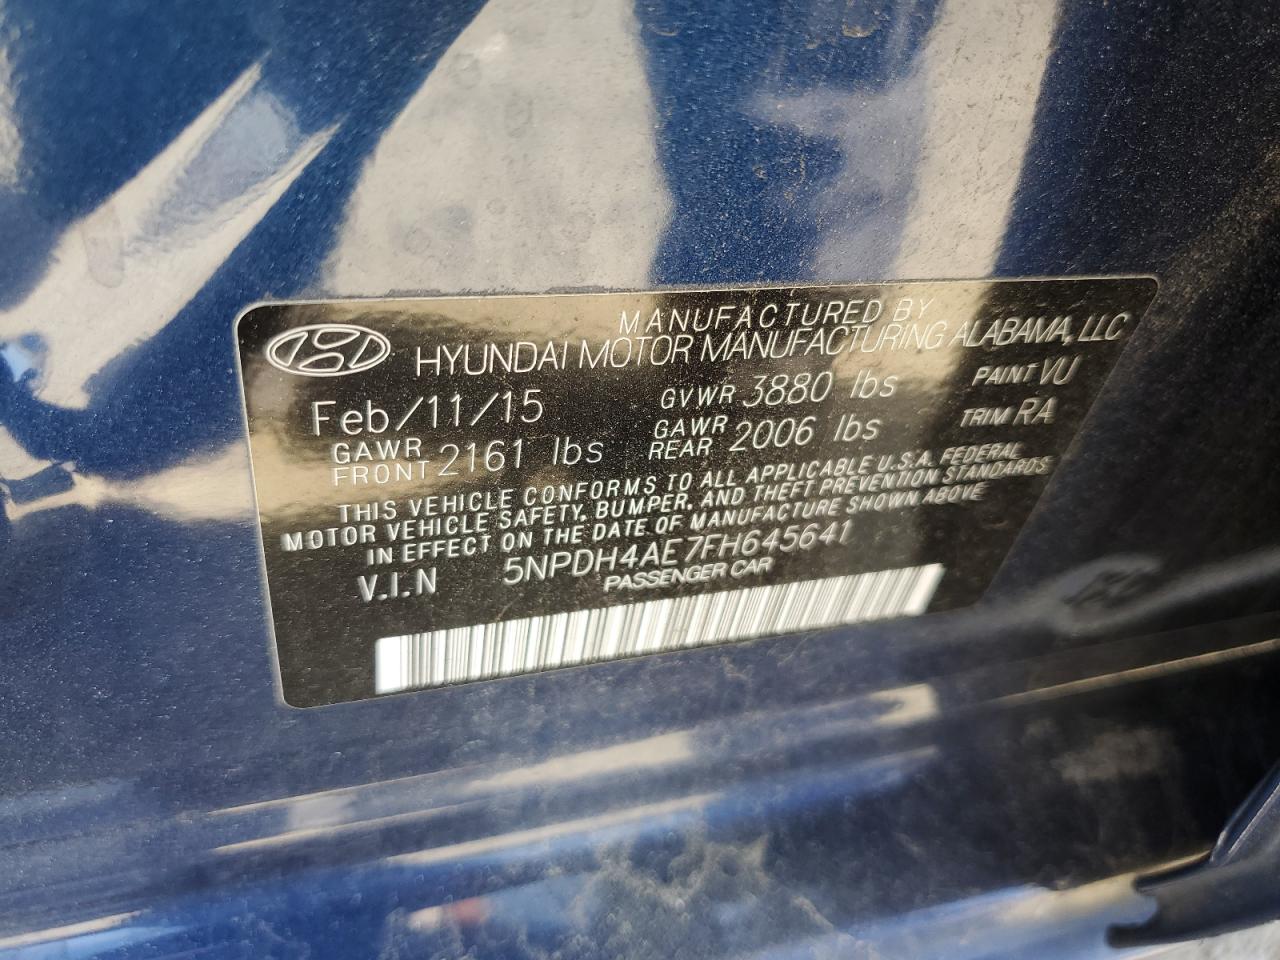 MANUFACTURED BY
HYUNDAI MOTOR MANUFACTURING ALABAMA, LLC
Feb/11/15 GVWR 3880 lbs PAINT VU
GAWR FRONT 2161 lbs GAWR REAR 2006 lbs TRIM RA
THIS VEHICLE CONFORMS TO ALL APPLICABLE U.S.A. FEDERAL
MOTOR VEHICLE SAFETY, BUMPER, AND THEFT PREVENTION STANDARDS
IN EFFECT ON THE DATE OF MANUFACTURE SHOWN ABOVE
V.I.N 5NPDH4AE7FH645641
PASSENGER CAR